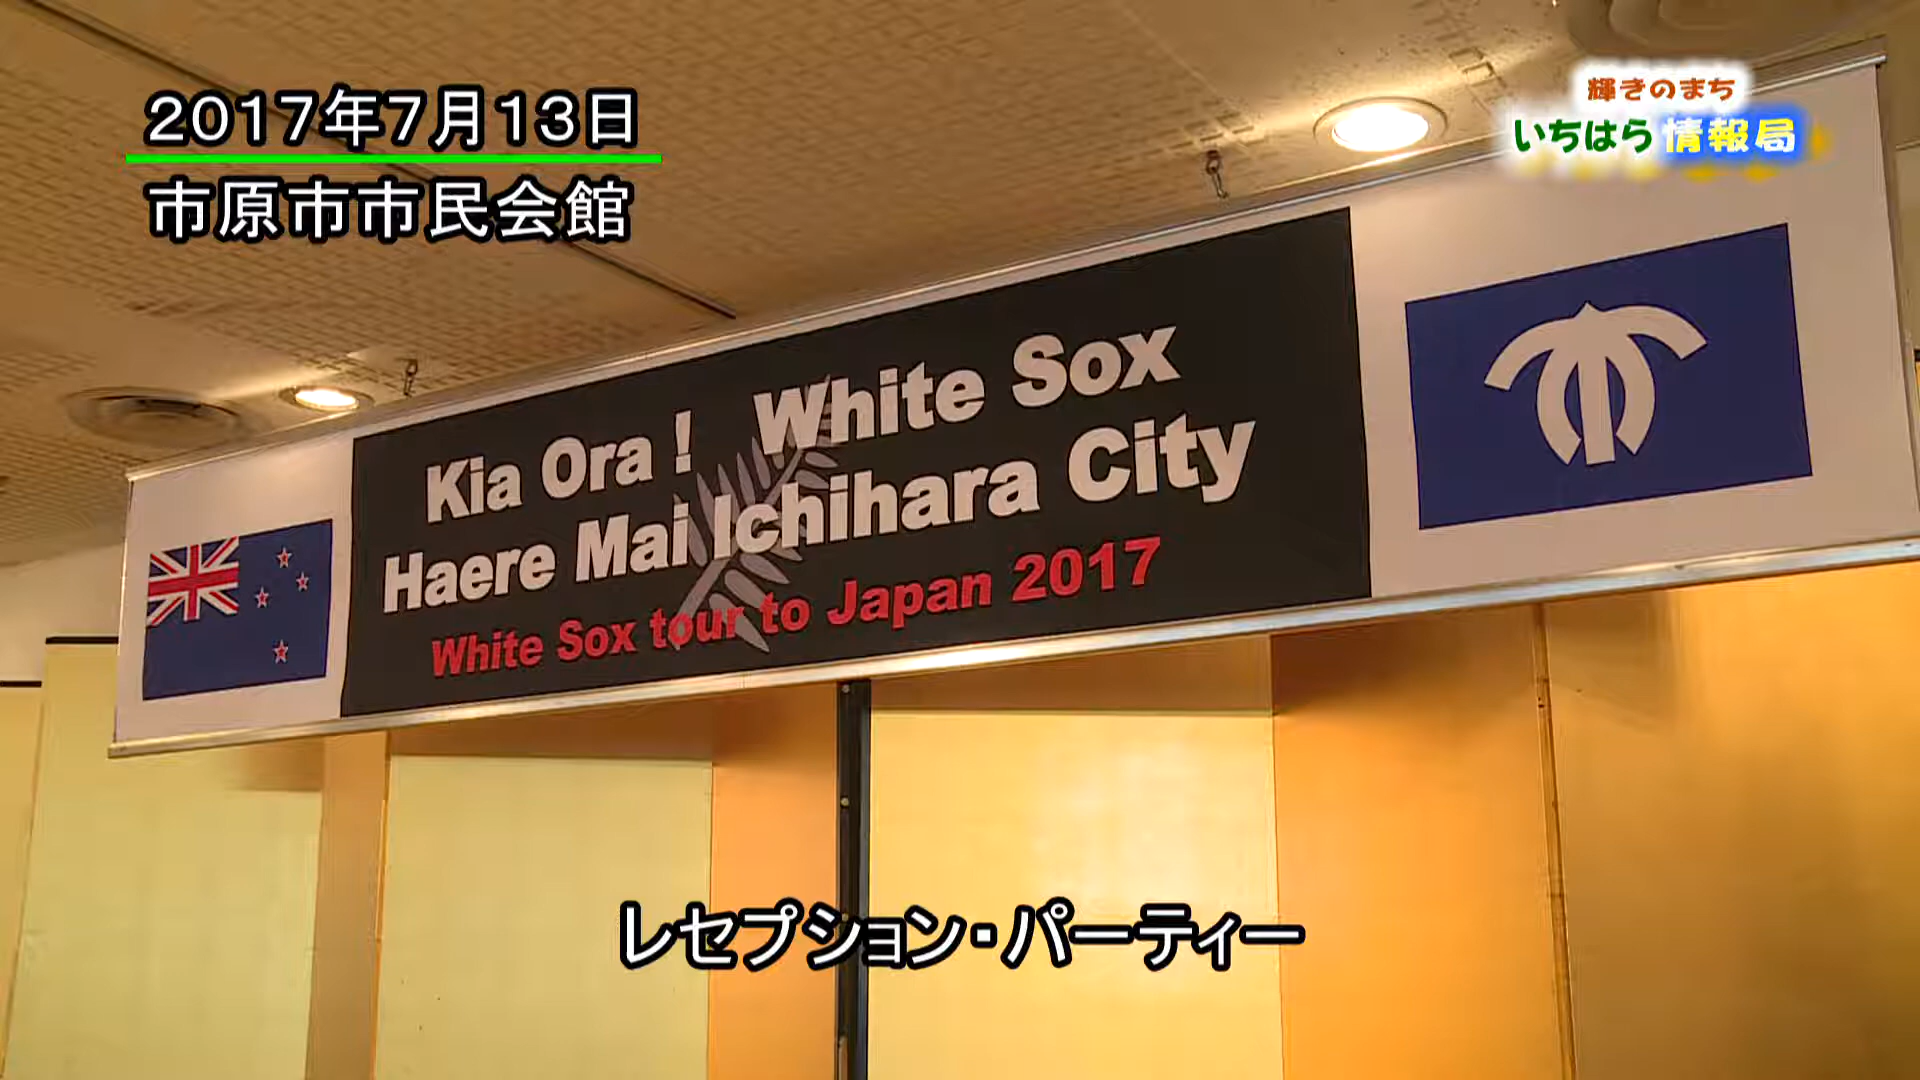 2017年7月13日
市原市市民会館
輝きのまち
いちはら情報局
Kia Ora! White Sox
Haere Mai Ichihara City
White Sox tour to Japan 2017
レセプション・パーティー